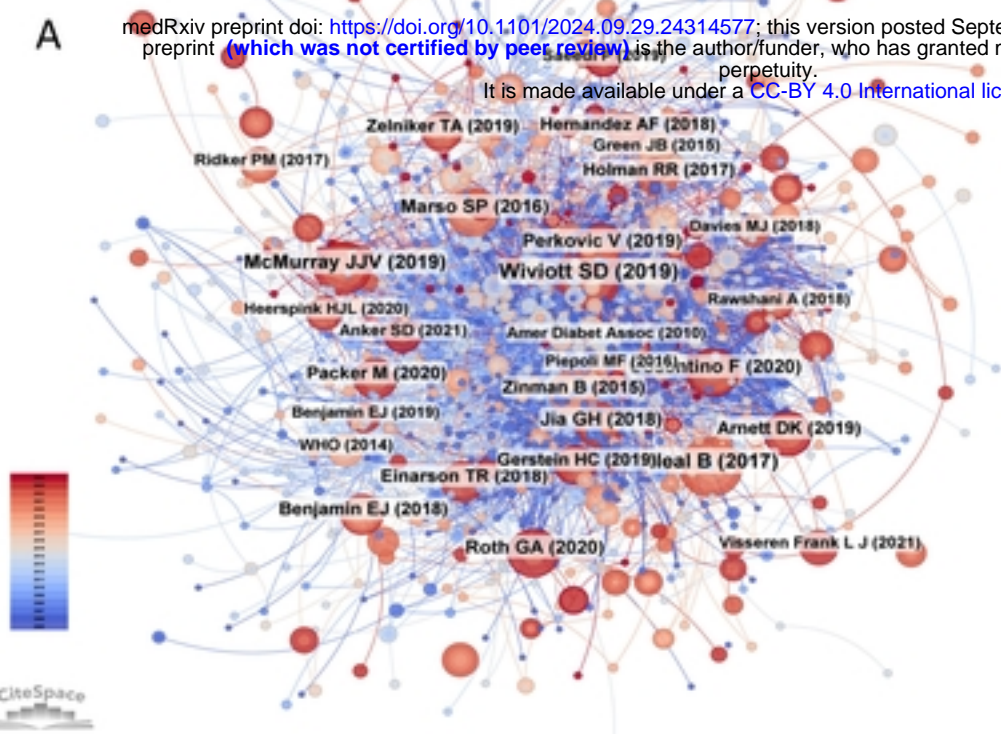 A
medRxiv preprint doi: https://doi.org/10.1101/2024.09.29.24314577; this version posted Septe
preprint (which was not certified by peer review) is the author/funder, who has granted
perpetuity.
It is made available under a CC-BY 4.0 International lic
Saeedi P (2019)
Zelniker TA (2019)
Hernandez AF (2018)
Green JB (2015)
Ridker PM (2017)
Holman RR (2017)
Marso SP (2016)
Davies MJ (2018)
Perkovic V (2019)
McMurray JJV (2019)
Wiviott SD (2019)
Rawshani A (2018)
Heerspink HJL (2020)
Anker SD (2021)
Amer Diabet Assoc (2010)
Piepoli MF (2016)
ntino F (2020)
Packer M (2020)
Zinman B (2015)
Benjamin EJ (2019)
Jia GH (2018)
Arnett DK (2019)
WHO (2014)
Gerstein HC (2019)
eal B (2017)
Einarson TR (2018)
Benjamin EJ (2018)
Roth GA (2020)
Visseren Frank L J (2021)
CiteSpace